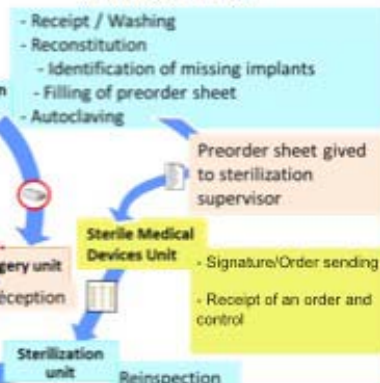 - Receipt / Washing
- Reconstitution
- Identification of missing implants
- Filling of preorder sheet
- Autoclaving
Preorder sheet gived
to sterilization
supervisor
Sterile Medical
Devices Unit
- Signature/Order sending
- Receipt of an order and
control
gery unit
éception
Sterilization
unit
Reinspection